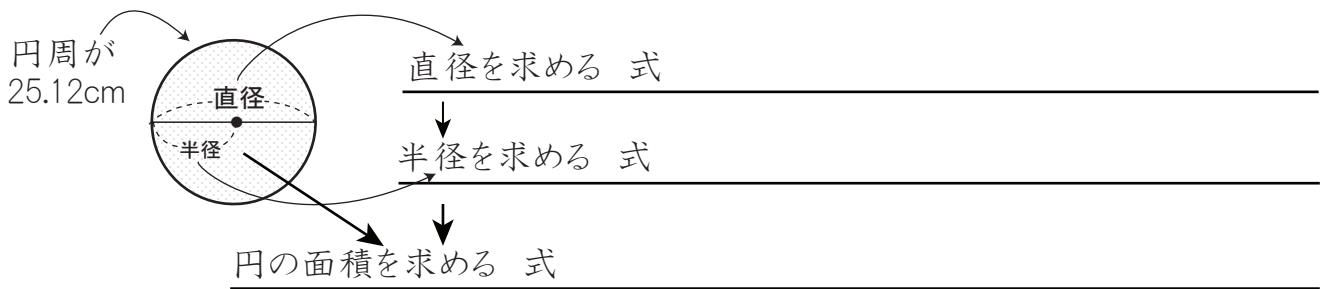 円周が
25.12cm
直径
半径
直径を求める 式
半径を求める 式
円の面積を求める 式